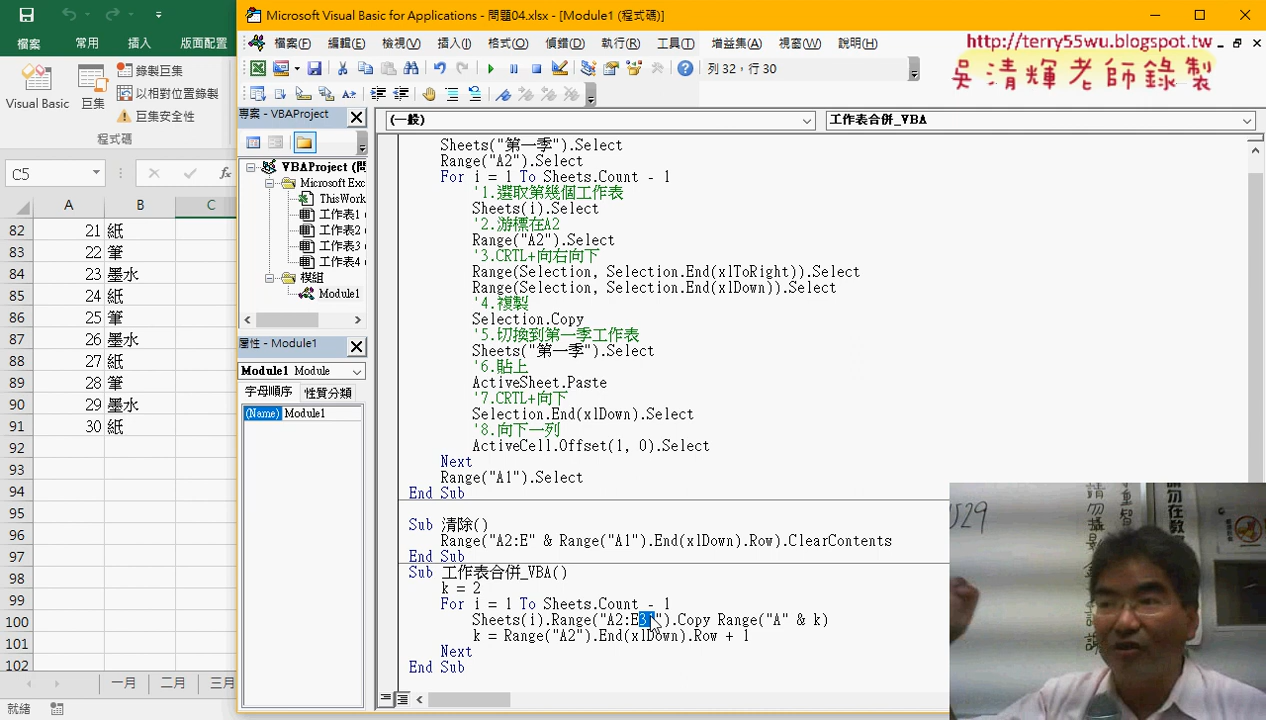 Microsoft Visual Basic for Applications - 問題04.xlsx - [Module1 (程式碼)]
檔案 常用 插入 版面配置
檔案(F) 編輯(E) 檢視(V) 插入(I) 格式(O) 偵錯(D) 執行(R) 工具(T) 增益集(A) 視窗(W) 說明(H)
http://terry55wu.blogspot.tw
吳清輝老師錄製
列 32, 行 30
Visual Basic
巨集
錄製巨集
以相對位置錄製
巨集安全性
程式碼
C5
fx
A B C
82 21 紙
83 22 筆
84 23 墨水
85 24 紙
86 25 筆
87 26 墨水
88 27 紙
89 28 筆
90 29 墨水
91 30 紙
92
93
94
95
96
97
98
99
100
101
102
一月 二月 三月
就緒
專案 - VBAProject
VBAProject (問
Microsoft Exc
ThisWork
工作表1 (
工作表2 (
工作表3 (
工作表4 (
模組
Module1
屬性 - Module1
Module1 Module
字母順序 性質分類
(Name) Module1
(一般)
工作表合併_VBA
Sheets("第一季").Select
Range("A2").Select
For i = 1 To Sheets.Count - 1
'1.選取第幾個工作表
Sheets(i).Select
'2.游標在A2
Range("A2").Select
'3.CRTL+向右向下
Range(Selection, Selection.End(xlToRight)).Select
Range(Selection, Selection.End(xlDown)).Select
'4.複製
Selection.Copy
'5.切換到第一季工作表
Sheets("第一季").Select
'6.貼上
ActiveSheet.Paste
'7.CRTL+向下
Selection.End(xlDown).Select
'8.向下一列
ActiveCell.Offset(1, 0).Select
Next
Range("A1").Select
End Sub
Sub 清除()
Range("A2:E" & Range("A1").End(xlDown).Row).ClearContents
End Sub
Sub 工作表合併_VBA()
k = 2
For i = 1 To Sheets.Count - 1
Sheets(i).Range("A2:E31").Copy Range("A" & k)
k = Range("A2").End(xlDown).Row + 1
Next
End Sub
請勿攝
請勿在教